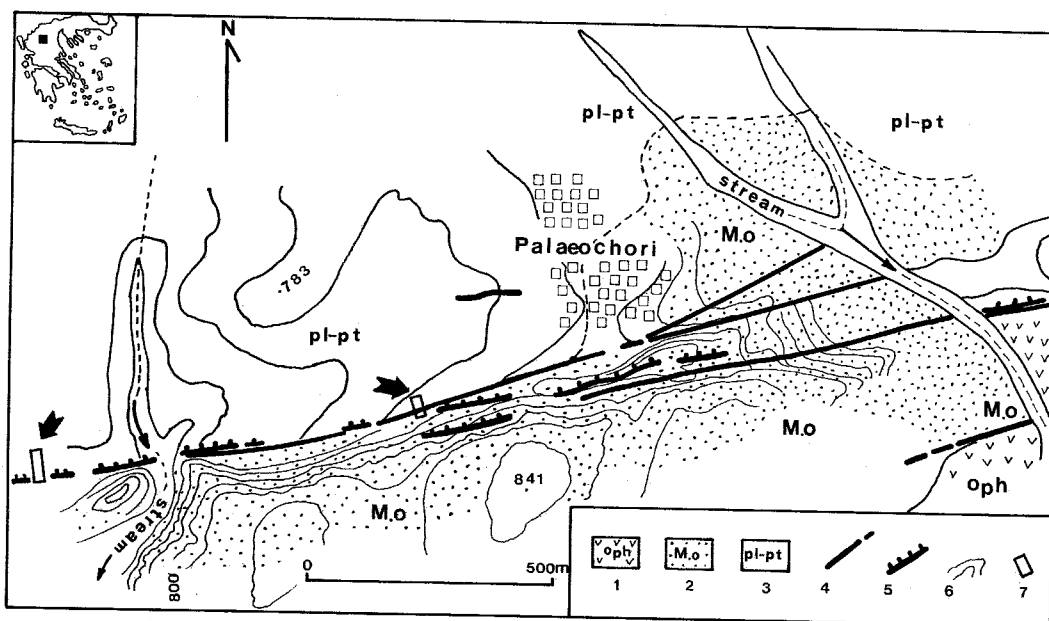 N
pl-pt
pl-pt
stream
M.o
Palaeochori
·783
pl-pt
M.o
M.o
841
oph
M.o
stream
800
0 500m
oph M.o pl-pt
1 2 3 4 5 6 7